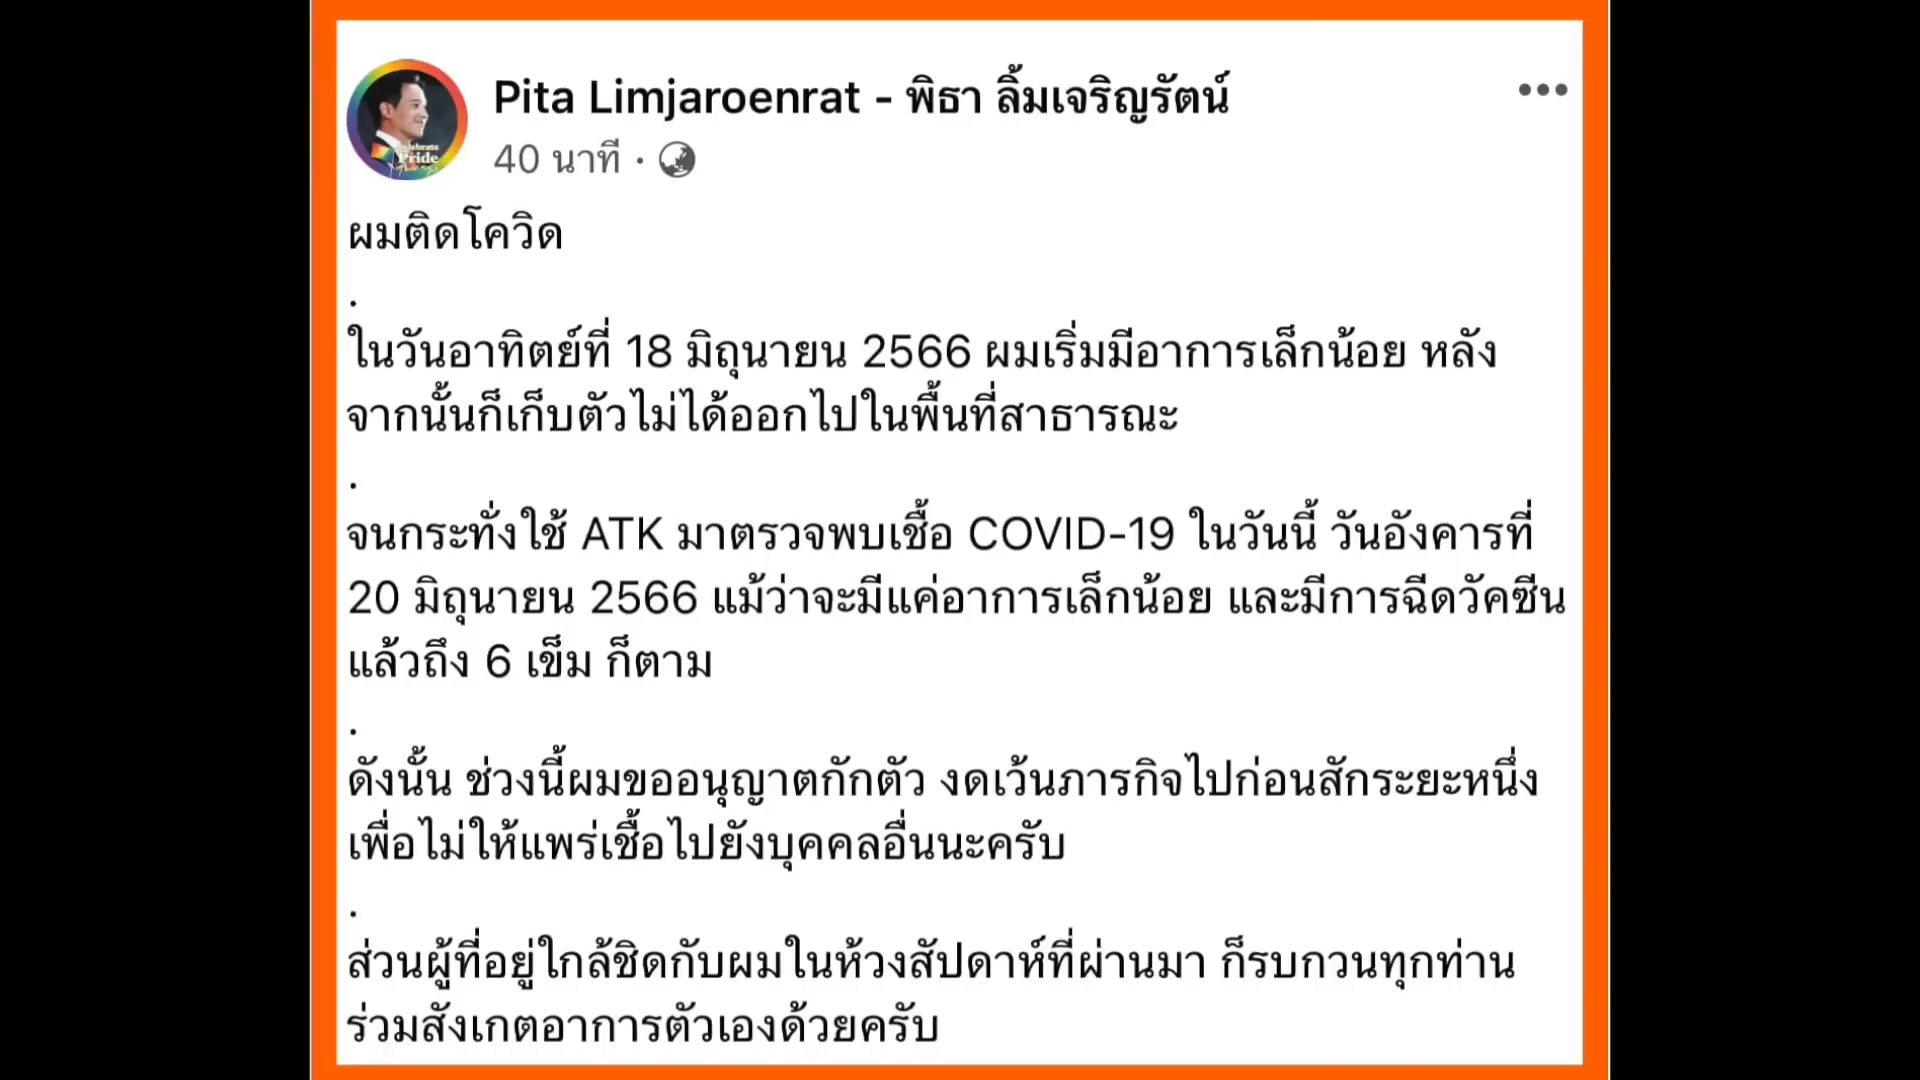 Pita Limjaroenrat - พิธา ลิ้มเจริญรัตน์
40 นาที ·
ผมติดโควิด
.
ในวันอาทิตย์ที่ 18 มิถุนายน 2566 ผมเริ่มมีอาการเล็กน้อย หลัง
จากนั้นก็เก็บตัวไม่ได้ออกไปในพื้นที่สาธารณะ
.
จนกระทั่งใช้ ATK มาตรวจพบเชื้อ COVID-19 ในวันนี้ วันอังคารที่
20 มิถุนายน 2566 แม้ว่าจะมีแค่อาการเล็กน้อย และมีการฉีดวัคซีน
แล้วถึง 6 เข็ม ก็ตาม
.
ดังนั้น ช่วงนี้ผมขออนุญาตกักตัว งดเว้นภารกิจไปก่อนสักระยะหนึ่ง
เพื่อไม่ให้แพร่เชื้อไปยังบุคคลอื่นนะครับ
.
ส่วนผู้ที่อยู่ใกล้ชิดกับผมในห้วงสัปดาห์ที่ผ่านมา ก็รบกวนทุกท่าน
ร่วมสังเกตอาการตัวเองด้วยครับ
Pride